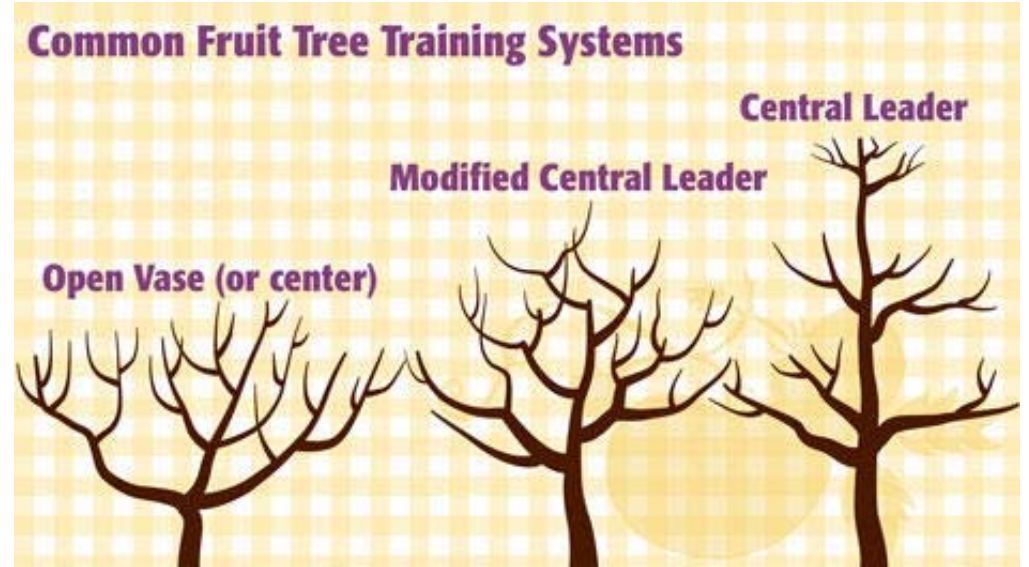 Common Fruit Tree Training Systems
Central Leader
Modified Central Leader
Open Vase (or center)